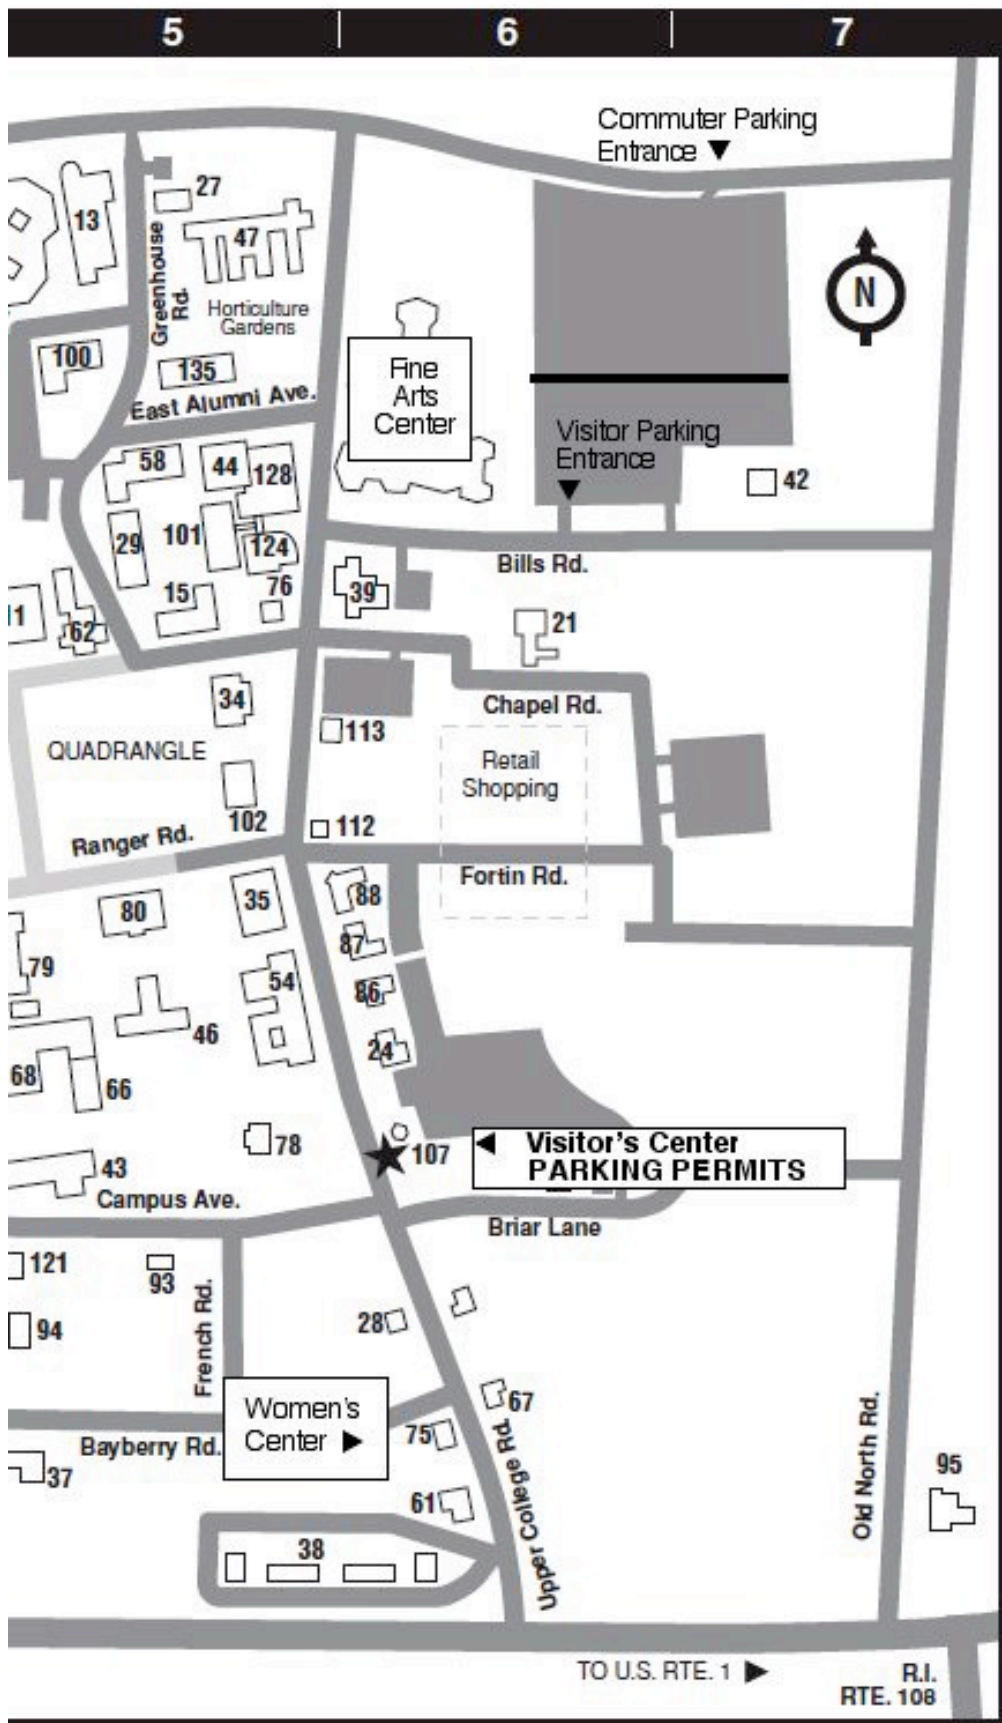 5 6 7
Commuter Parking
Entrance ▼
27
13
47
Greenhouse
Rd.
Horticulture
Gardens
N
100
135
East Alumni Ave.
Fine
Arts
Center
Visitor Parking
Entrance
▼
58
44
128
42
29
101
124
Bills Rd.
76
39
15
11
62
21
34
Chapel Rd.
113
QUADRANGLE
Retail
Shopping
102
112
Ranger Rd.
Fortin Rd.
80
35
88
87
79
54
86
46
24
68
66
78
107
◀ Visitor's Center
PARKING PERMITS
43
Campus Ave.
Briar Lane
121
93
94
French Rd.
28
67
Women's
Center ▶
75
Bayberry Rd.
37
61
Upper College Rd.
Old North Rd.
95
38
TO U.S. RTE. 1 ▶
R.I.
RTE. 108